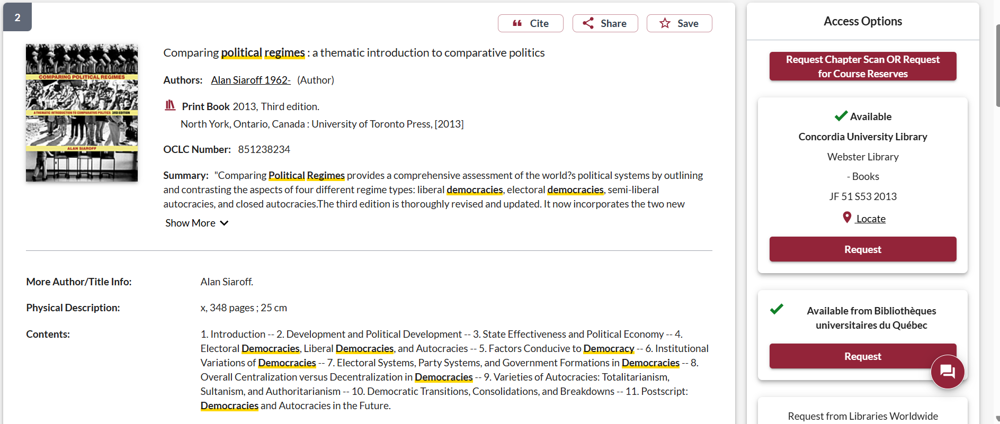 2
Cite
Share
Save
COMPARING POLITICAL REGIMES
A THEMATIC INTRODUCTION TO COMPARATIVE POLITICS 3RD EDITION
ALAN SIAROFF
Comparing political regimes : a thematic introduction to comparative politics
Authors: Alan Siaroff 1962- (Author)
Print Book 2013, Third edition.
North York, Ontario, Canada : University of Toronto Press, [2013]
OCLC Number: 851238234
Summary: "Comparing Political Regimes provides a comprehensive assessment of the world?s political systems by outlining
and contrasting the aspects of four different regime types: liberal democracies, electoral democracies, semi-liberal
autocracies, and closed autocracies.The third edition is thoroughly revised and updated. It now incorporates the two new
Show More
More Author/Title Info: Alan Siaroff.
Physical Description: x, 348 pages ; 25 cm
Contents: 1. Introduction -- 2. Development and Political Development -- 3. State Effectiveness and Political Economy -- 4.
Electoral Democracies, Liberal Democracies, and Autocracies -- 5. Factors Conducive to Democracy -- 6. Institutional
Variations of Democracies -- 7. Electoral Systems, Party Systems, and Government Formations in Democracies -- 8.
Overall Centralization versus Decentralization in Democracies -- 9. Varieties of Autocracies: Totalitarianism,
Sultanism, and Authoritarianism -- 10. Democratic Transitions, Consolidations, and Breakdowns -- 11. Postscript:
Democracies and Autocracies in the Future.
Access Options
Request Chapter Scan OR Request
for Course Reserves
Available
Concordia University Library
Webster Library
- Books
JF 51 S53 2013
Locate
Request
Available from Bibliothèques
universitaires du Québec
Request
Request from Libraries Worldwide